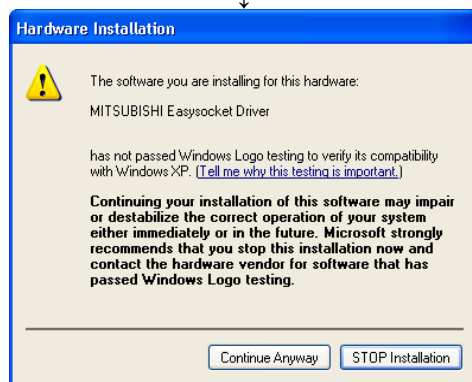 Hardware Installation
The software you are installing for this hardware:
MITSUBISHI Easysocket Driver
has not passed Windows Logo testing to verify its compatibility
with Windows XP. (Tell me why this testing is important.)
Continuing your installation of this software may impair
or destabilize the correct operation of your system
either immediately or in the future. Microsoft strongly
recommends that you stop this installation now and
contact the hardware vendor for software that has
passed Windows Logo testing.
Continue Anyway
STOP Installation